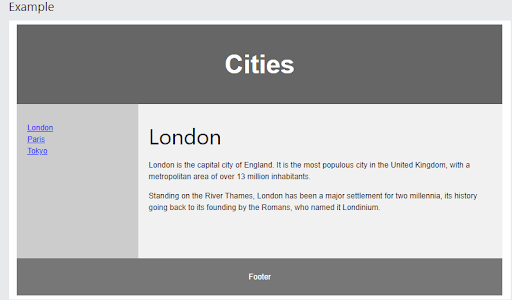 Example
Cities
London
Paris
Tokyo
London
London is the capital city of England. It is the most populous city in the United Kingdom, with a
metropolitan area of over 13 million inhabitants.
Standing on the River Thames, London has been a major settlement for two millennia, its history
going back to its founding by the Romans, who named it Londinium.
Footer